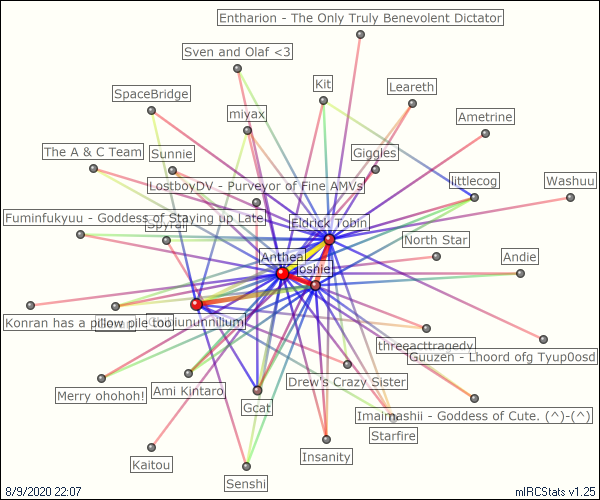 Entharion - The Only Truly Benevolent Dictator
Sven and Olaf <3
Kit
Leareth
SpaceBridge
miyax
Ametrine
The A & C Team
Sunnie
Giggles
LostboyDV - Purveyor of Fine AMVs
littlecog
Washuu
Fuminfukyuu - Goddess of Staying up Late
Spyral
Eldrick Tobin
North Star
Anthea
Joshie
Andie
Konran has a pillow pile too
threeacttragedy
Guuzen - Lhoord ofg Tyup0osd
Merry ohohoh!
Ami Kintaro
Drew's Crazy Sister
Gcat
Imaimashii - Goddess of Cute. (^)-(^)
Starfire
Kaitou
Insanity
Senshi
8/9/2020 22:07
mIRCStats v1.25